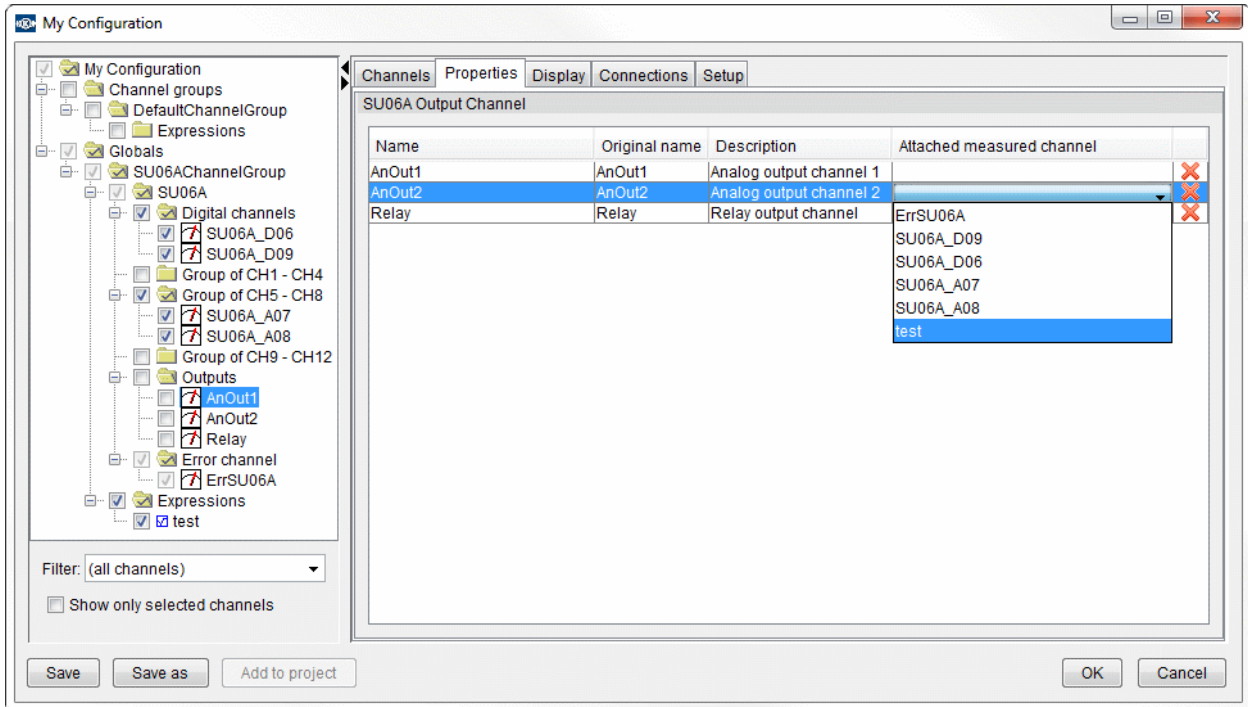 My Configuration
My Configuration
Channel groups
DefaultChannelGroup
Expressions
Globals
SU06AChannelGroup
SU06A
Digital channels
SU06A_D06
SU06A_D09
Group of CH1 - CH4
Group of CH5 - CH8
SU06A_A07
SU06A_A08
Group of CH9 - CH12
Outputs
AnOut1
AnOut2
Relay
Error channel
ErrSU06A
Expressions
test
Filter: (all channels)
Show only selected channels
Channels Properties Display Connections Setup
SU06A Output Channel
Name Original name Description Attached measured channel
AnOut1 AnOut1 Analog output channel 1
AnOut2 AnOut2 Analog output channel 2
Relay Relay Relay output channel
ErrSU06A
SU06A_D09
SU06A_D06
SU06A_A07
SU06A_A08
test
Save Save as Add to project OK Cancel